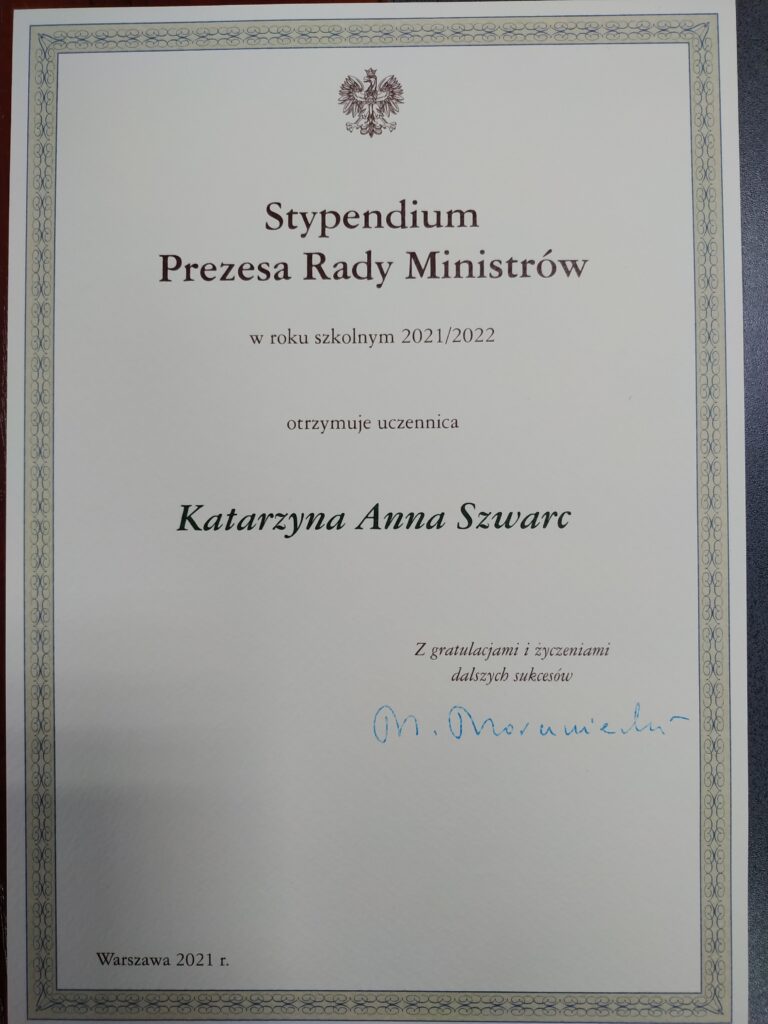 Stypendium
Prezesa Rady Ministrów
w roku szkolnym 2021/2022
otrzymuje uczennica
Katarzyna Anna Szwarc
Z gratulacjami i życzeniami
dalszych sukcesów
M. Morawiecki
Warszawa 2021 r.